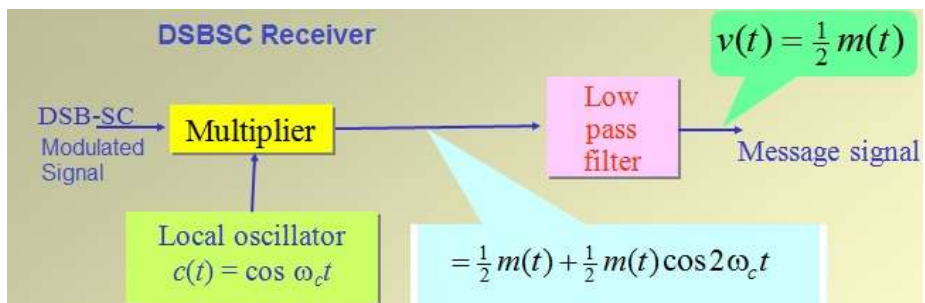 DSBSC Receiver
v(t) = ½ m(t)
DSB-SC
Modulated
Signal
Multiplier
Low
pass
filter
Message signal
Local oscillator
c(t) = cos ω_c t
= ½ m(t) + ½ m(t) cos 2ω_c t